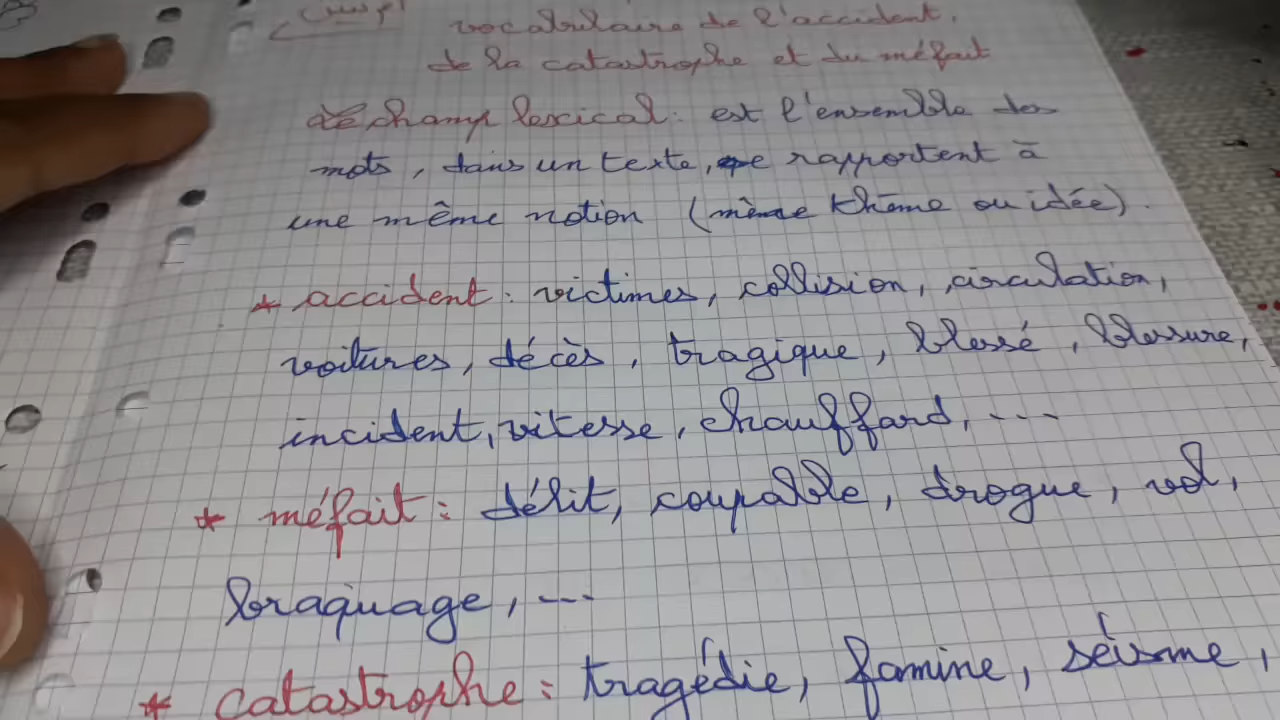 vocabulaire de l'accident,
de la catastrophe et du méfait
champ lexical : est l'ensemble des
mots, dans un texte, rapportent à
une même notion (même thème ou idée).
* accident : victimes, collision, circulation,
voitures, décès, tragique, blessé, blessure,
incident, vitesse, chauffard, ...
* méfait : délit, coupable, drogue, vol,
braquage, ...
* catastrophe : tragédie, famine, séisme,